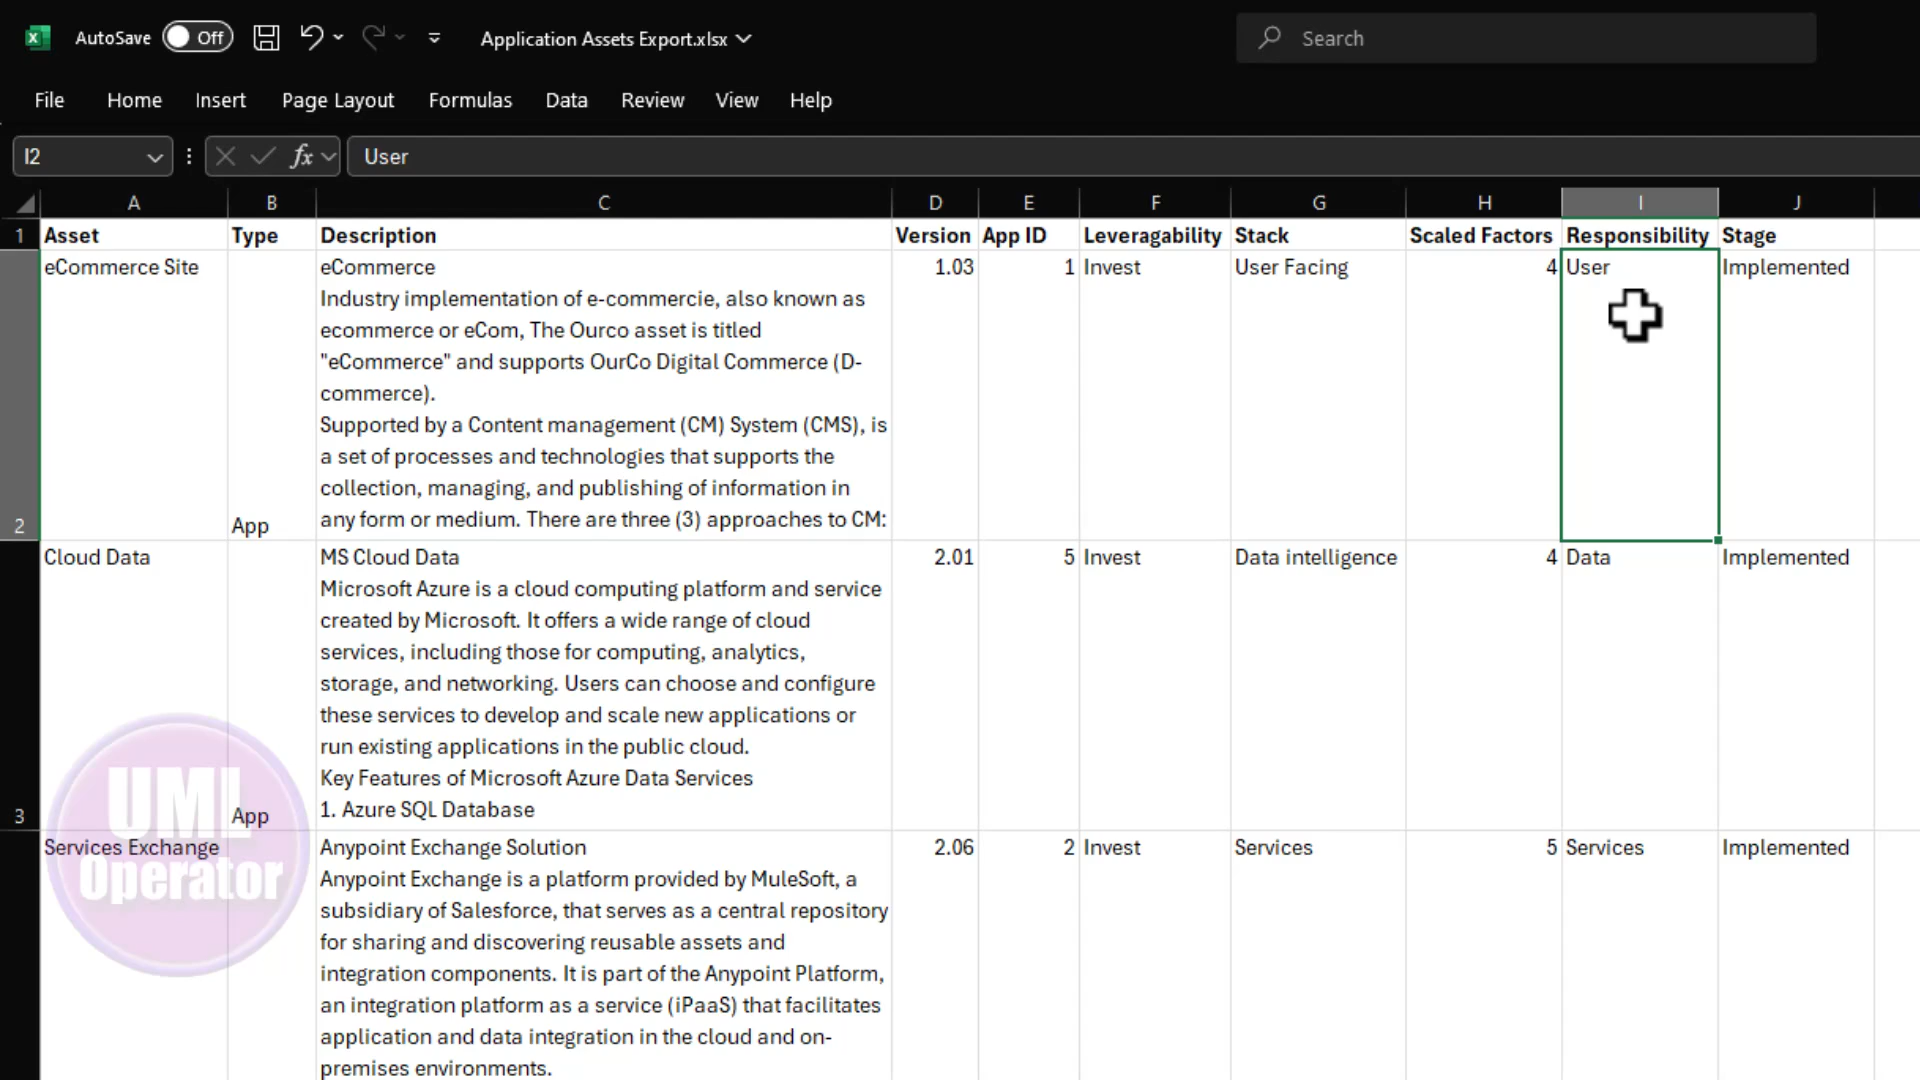 AutoSave Off Application Assets Export.xlsx Search
File Home Insert Page Layout Formulas Data Review View Help
I2 fx User
A B C D E F G H I J
1 Asset Type Description Version App ID Leveragability Stack Scaled Factors Responsibility Stage
eCommerce Site eCommerce 1.03 1 Invest User Facing 4 User Implemented
Industry implementation of e-commercie, also known as
ecommerce or eCom, The Ourco asset is titled
"eCommerce" and supports OurCo Digital Commerce (D-
commerce).
Supported by a Content management (CM) System (CMS), is
a set of processes and technologies that supports the
collection, managing, and publishing of information in
2 App any form or medium. There are three (3) approaches to CM:
Cloud Data MS Cloud Data 2.01 5 Invest Data intelligence 4 Data Implemented
Microsoft Azure is a cloud computing platform and service
created by Microsoft. It offers a wide range of cloud
services, including those for computing, analytics,
storage, and networking. Users can choose and configure
these services to develop and scale new applications or
run existing applications in the public cloud.
Key Features of Microsoft Azure Data Services
3 App 1. Azure SQL Database
Services Exchange Anypoint Exchange Solution 2.06 2 Invest Services 5 Services Implemented
Anypoint Exchange is a platform provided by MuleSoft, a
subsidiary of Salesforce, that serves as a central repository
for sharing and discovering reusable assets and
integration components. It is part of the Anypoint Platform,
an integration platform as a service (iPaaS) that facilitates
application and data integration in the cloud and on-
premises environments.
UML
Operator